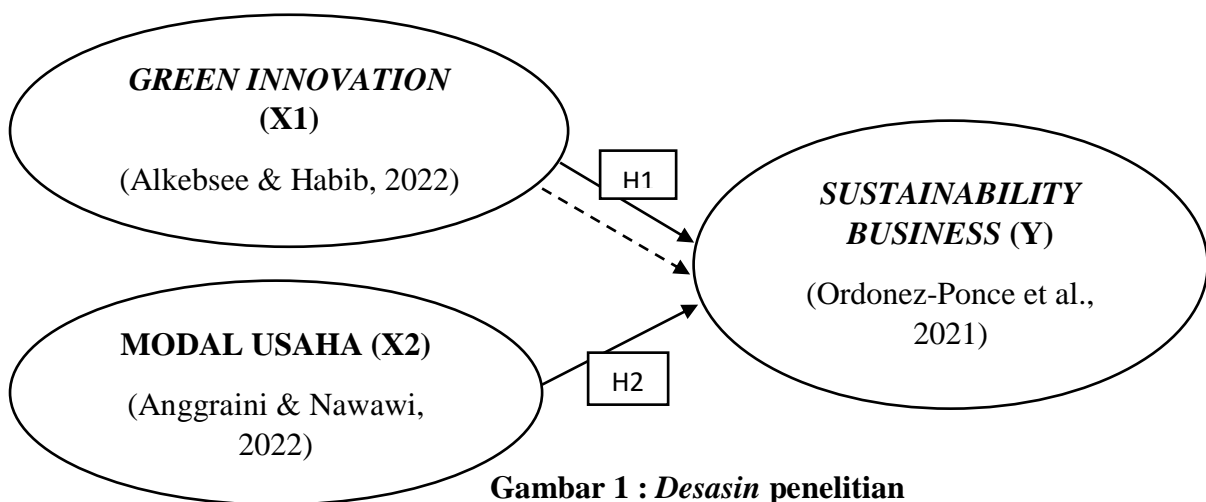 GREEN INNOVATION
(X1)
(Alkebsee & Habib, 2022)
H1
SUSTAINABILITY
BUSINESS (Y)
(Ordonez-Ponce et al.,
2021)
MODAL USAHA (X2)
(Anggraini & Nawawi,
2022)
H2
Gambar 1 : Desasin penelitian